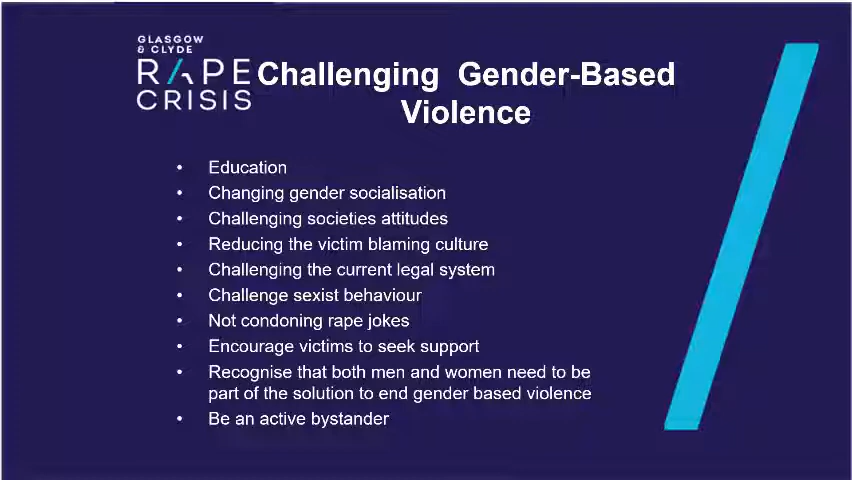 GLASGOW
& CLYDE
RAPE
CRISIS
Challenging Gender-Based
Violence
• Education
• Changing gender socialisation
• Challenging societies attitudes
• Reducing the victim blaming culture
• Challenging the current legal system
• Challenge sexist behaviour
• Not condoning rape jokes
• Encourage victims to seek support
• Recognise that both men and women need to be
part of the solution to end gender based violence
• Be an active bystander